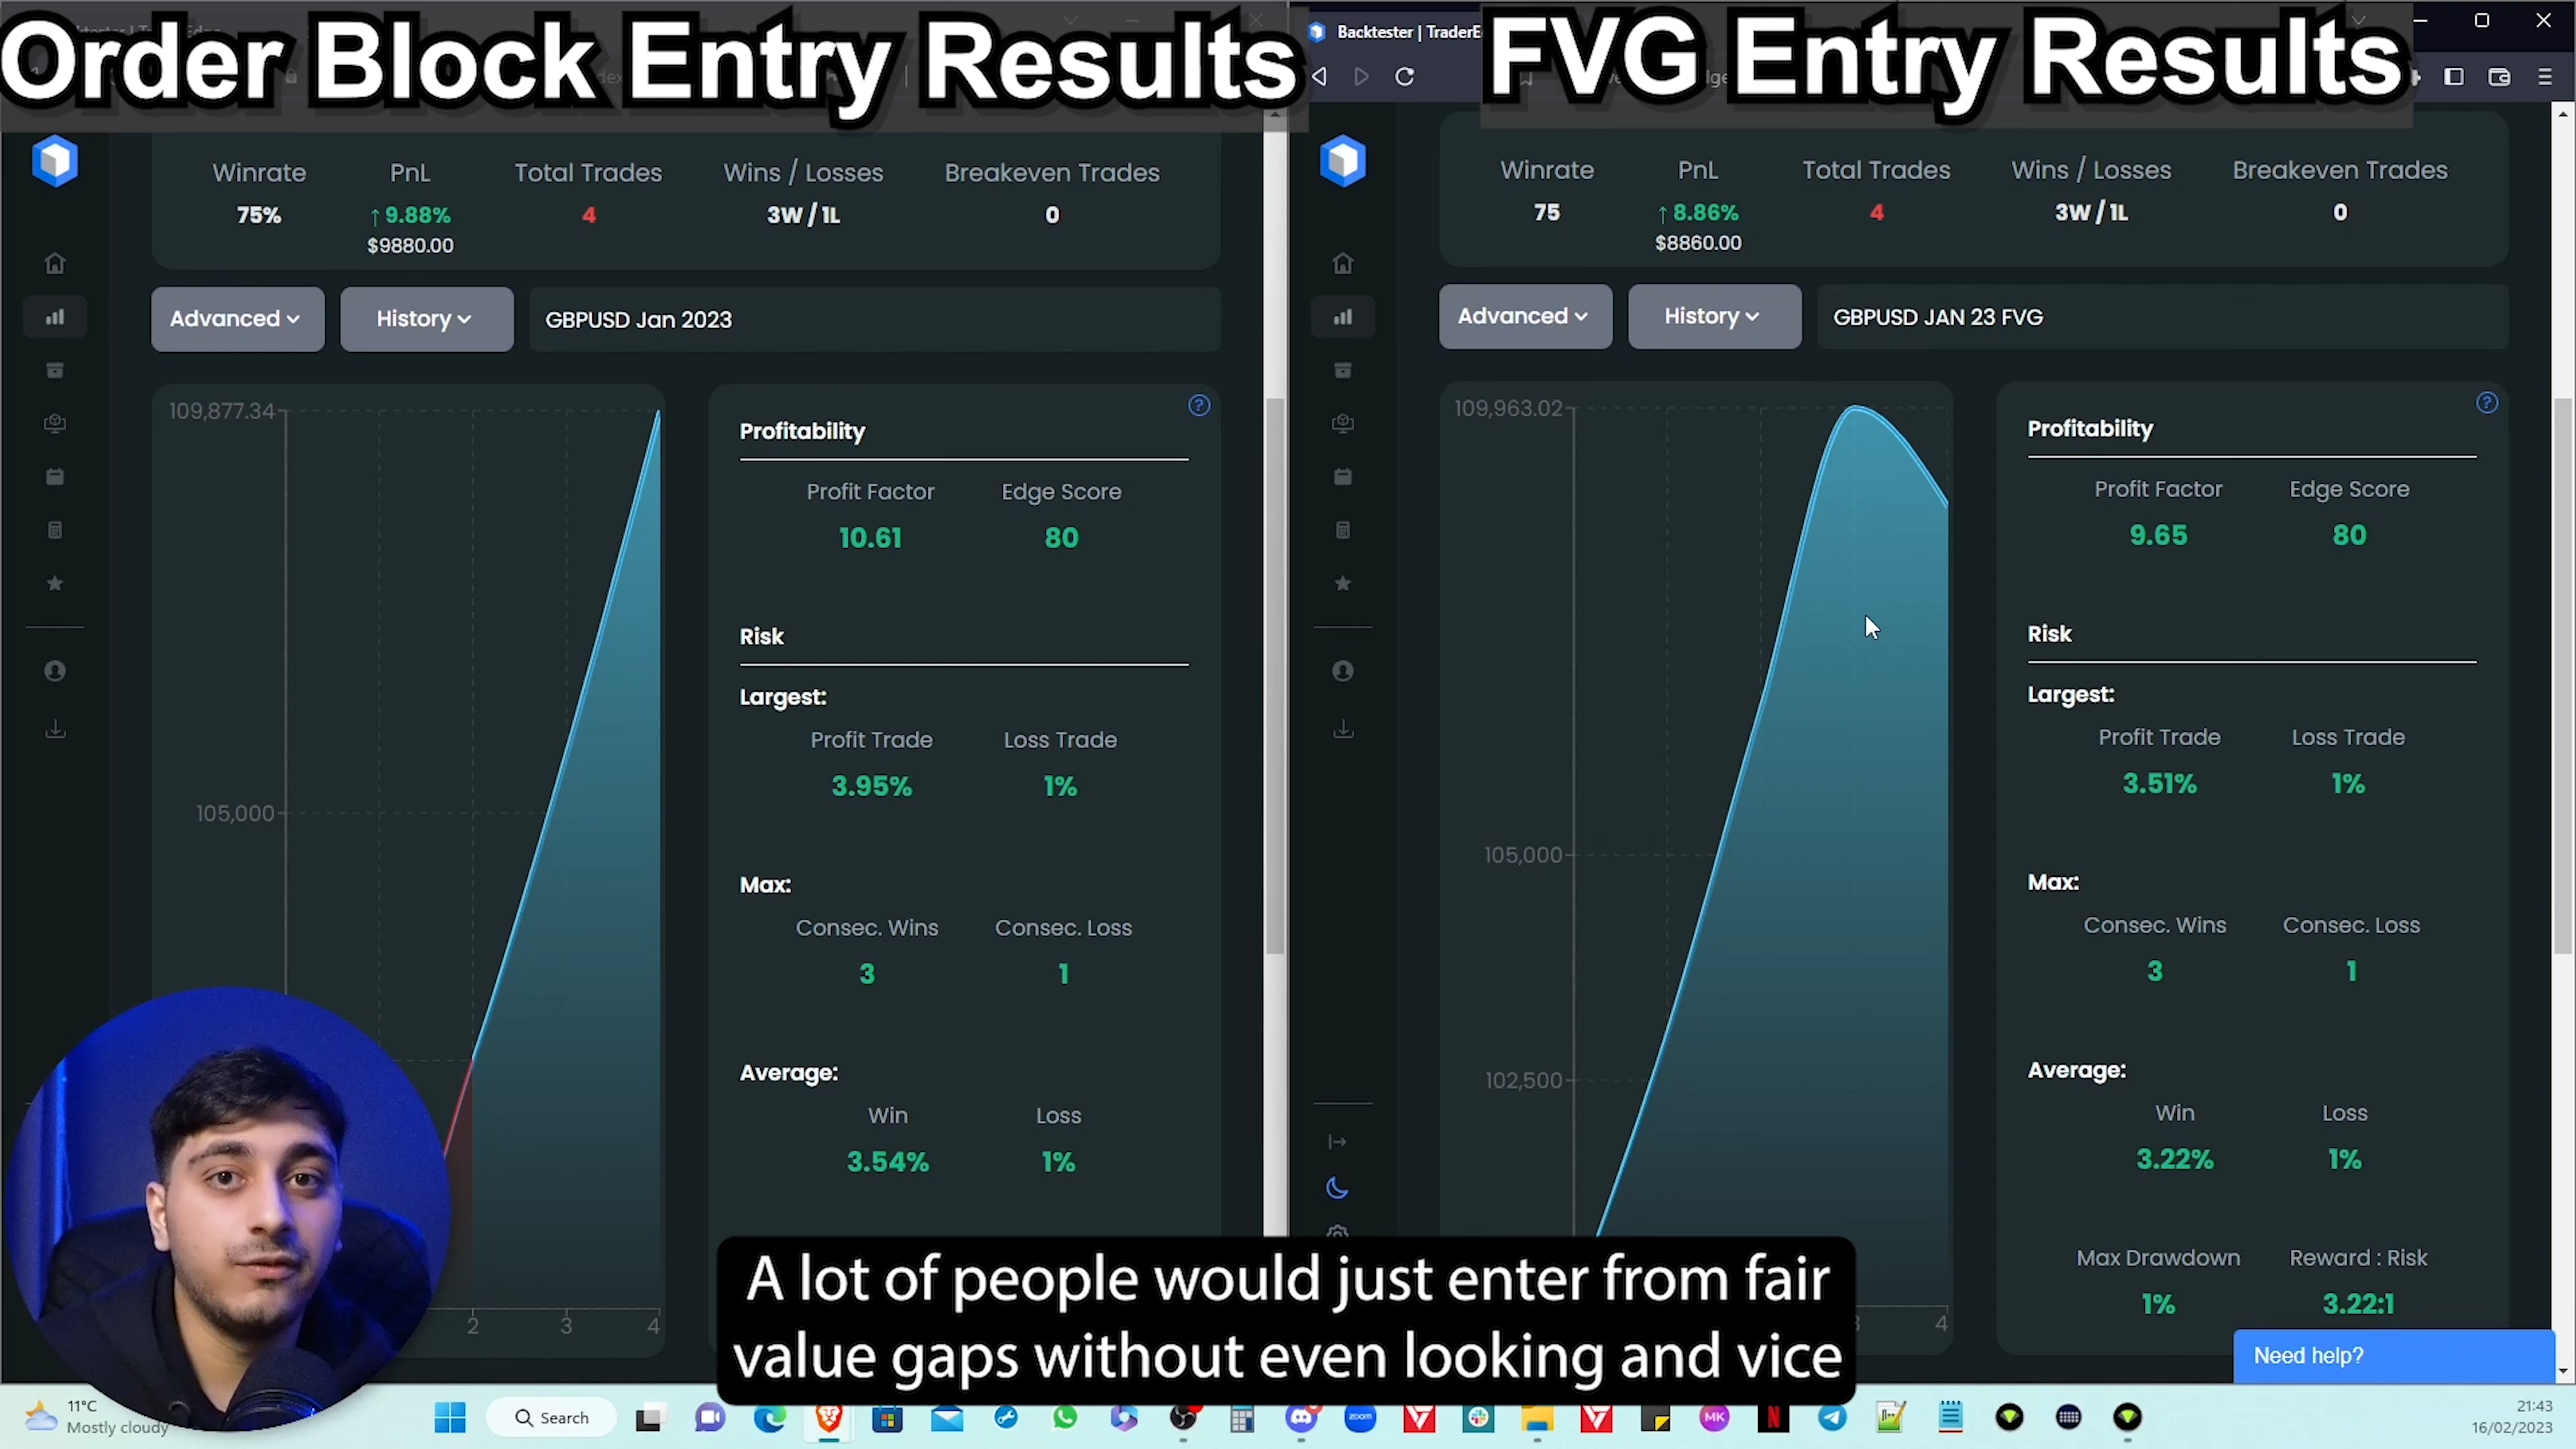 Order Block Entry Results
FVG Entry Results
Backtester | TraderE
Winrate PnL Total Trades Wins / Losses Breakeven Trades
75% ↑ 9.88% 4 3W / 1L 0
$9880.00
Advanced History GBPUSD Jan 2023
109,877.34
105,000
2 3 4
Profitability
Profit Factor Edge Score
10.61 80
Risk
Largest:
Profit Trade Loss Trade
3.95% 1%
Max:
Consec. Wins Consec. Loss
3 1
Average:
Win Loss
3.54% 1%
Winrate PnL Total Trades Wins / Losses Breakeven Trades
75 ↑ 8.86% 4 3W / 1L 0
$8860.00
Advanced History GBPUSD JAN 23 FVG
109,963.02
105,000
102,500
4
Profitability
Profit Factor Edge Score
9.65 80
Risk
Largest:
Profit Trade Loss Trade
3.51% 1%
Max:
Consec. Wins Consec. Loss
3 1
Average:
Win Loss
3.22% 1%
Max Drawdown Reward : Risk
1% 3.22:1
Need help?
A lot of people would just enter from fair
value gaps without even looking and vice
11°C
Mostly cloudy
Search
zoom
MK
N
21:43
16/02/2023